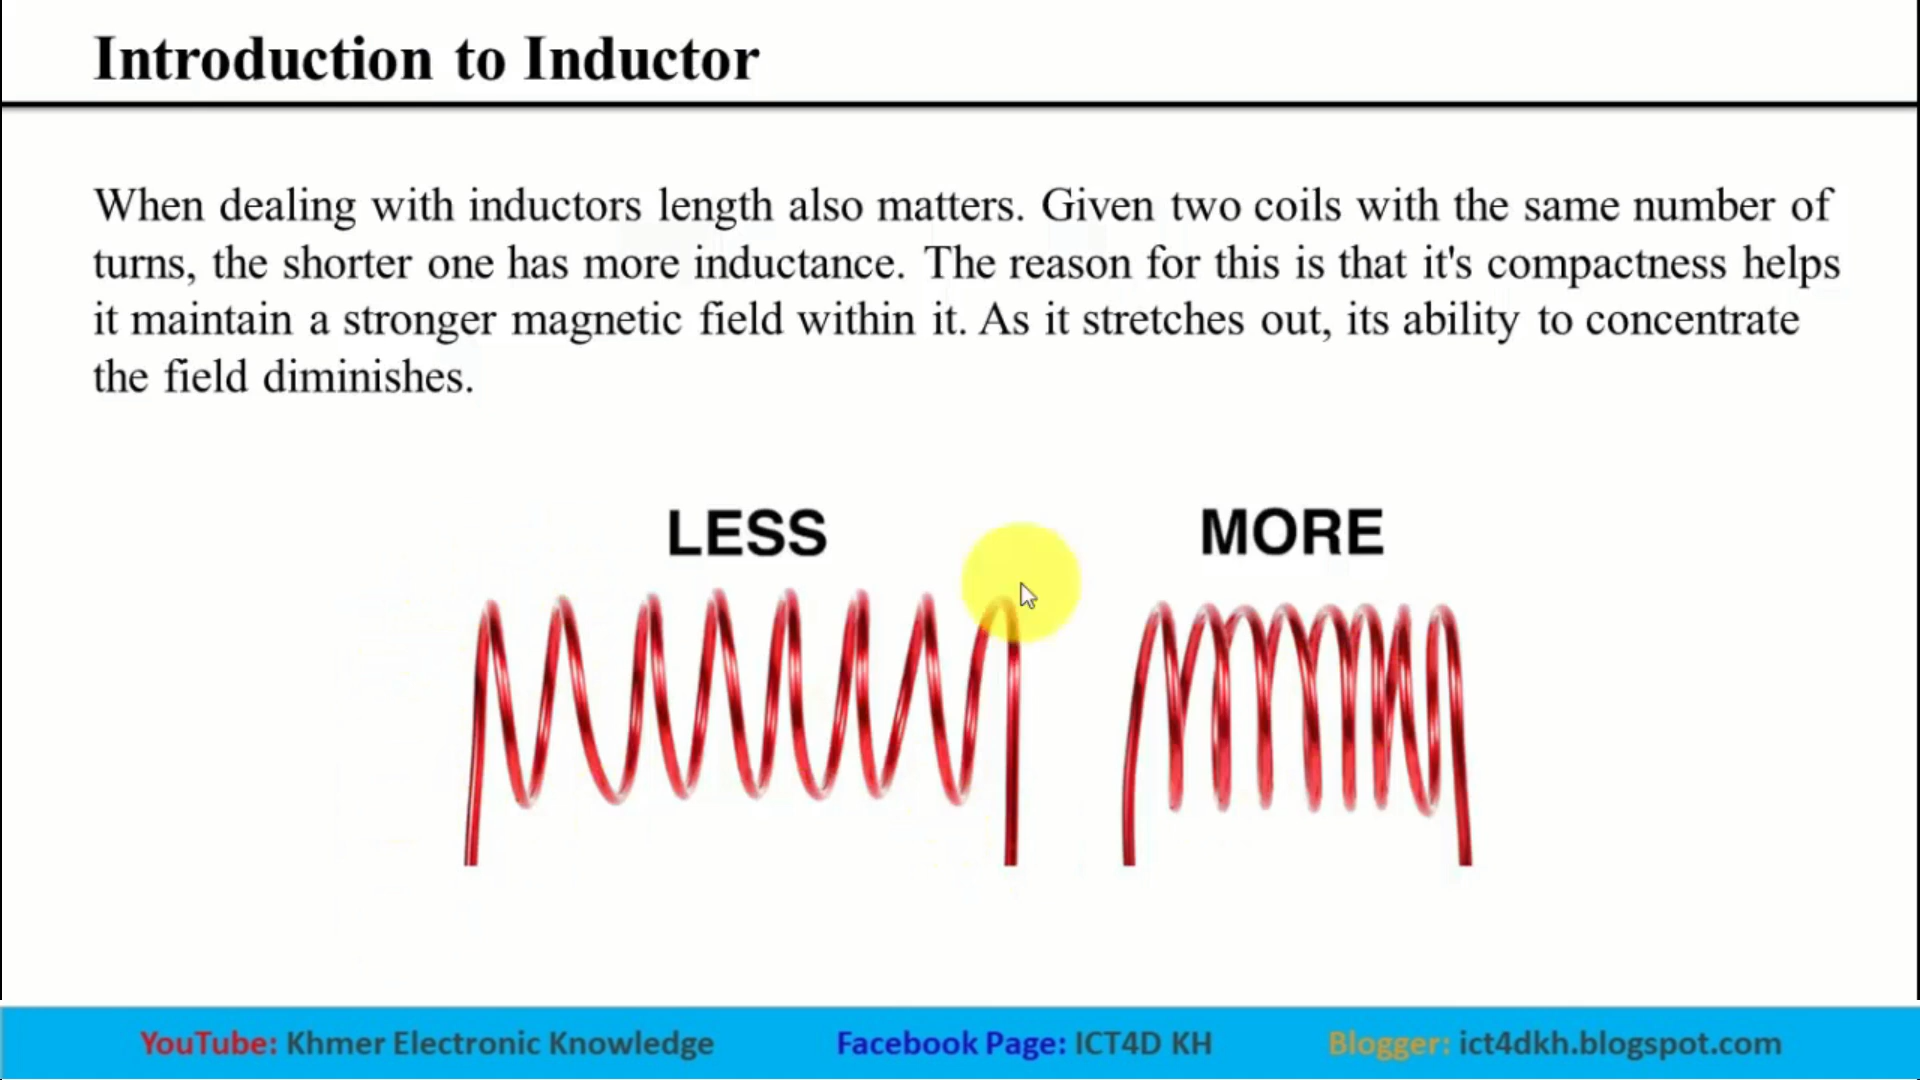 Introduction to Inductor
When dealing with inductors length also matters. Given two coils with the same number of
turns, the shorter one has more inductance. The reason for this is that it's compactness helps
it maintain a stronger magnetic field within it. As it stretches out, its ability to concentrate
the field diminishes.
LESS
MORE
YouTube: Khmer Electronic Knowledge
Facebook Page: ICT4D KH
Blogger: ict4dkh.blogspot.com